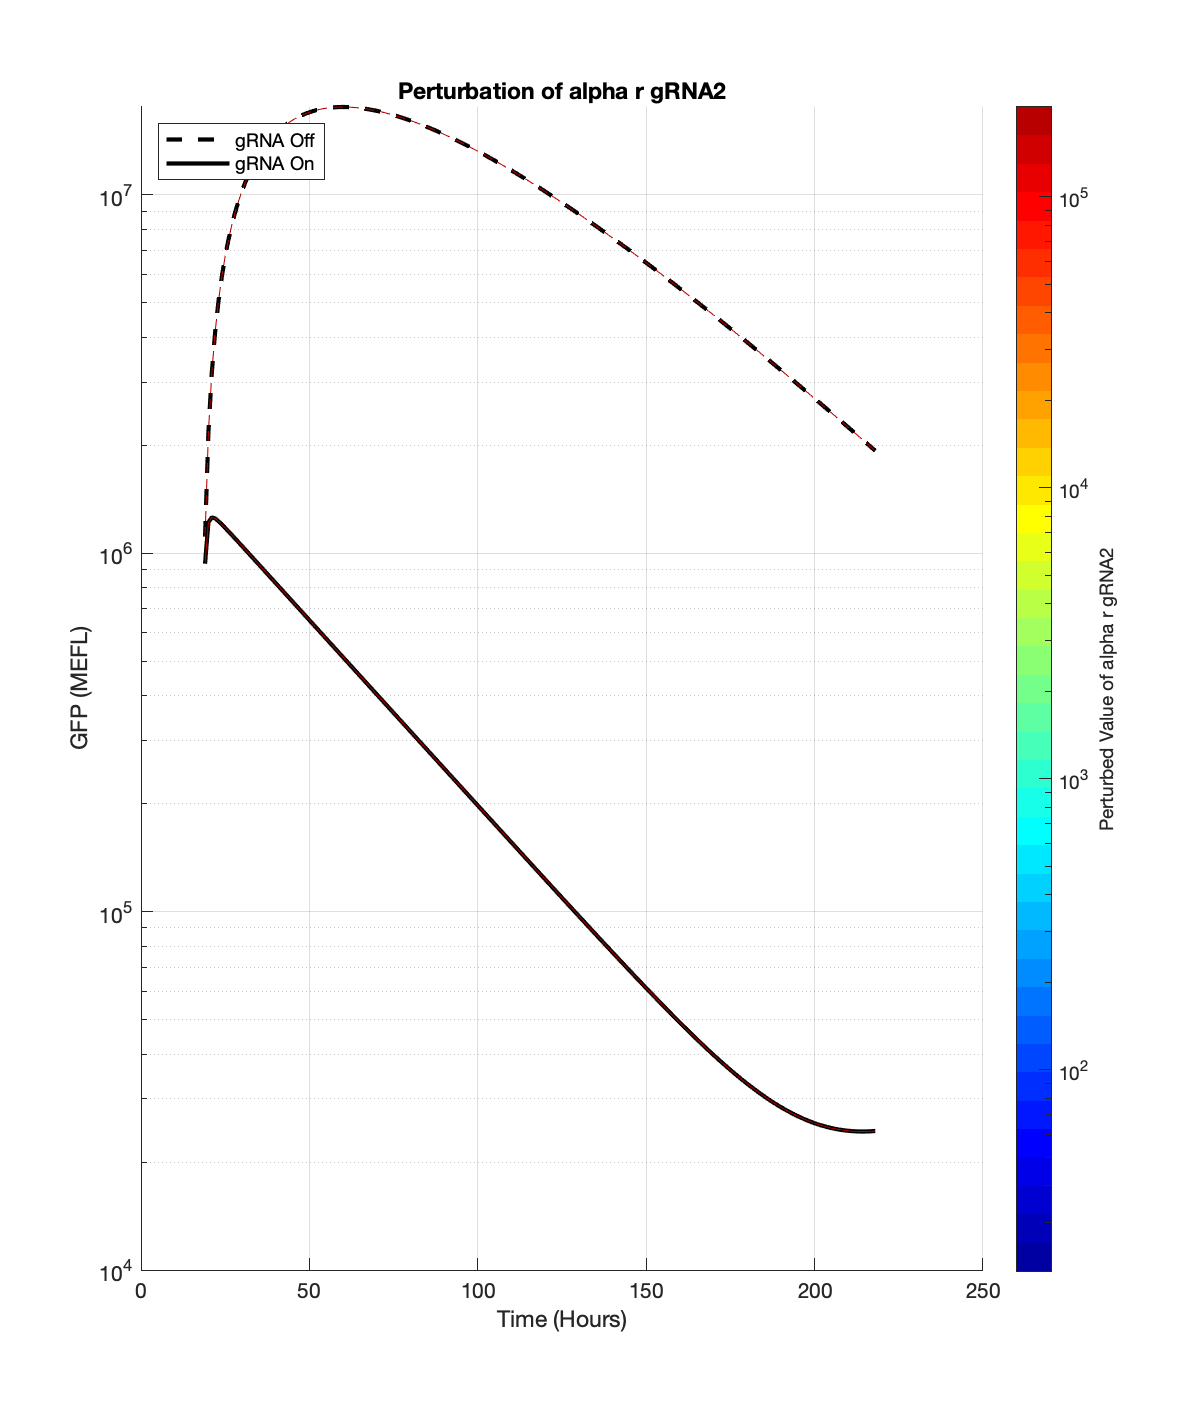 Perturbation of alpha r gRNA2
gRNA Off
gRNA On
10^7
10^6
10^5
10^4
GFP (MEFL)
0
50
100
150
200
250
Time (Hours)
10^5
10^4
10^3
10^2
Perturbed Value of alpha r gRNA2